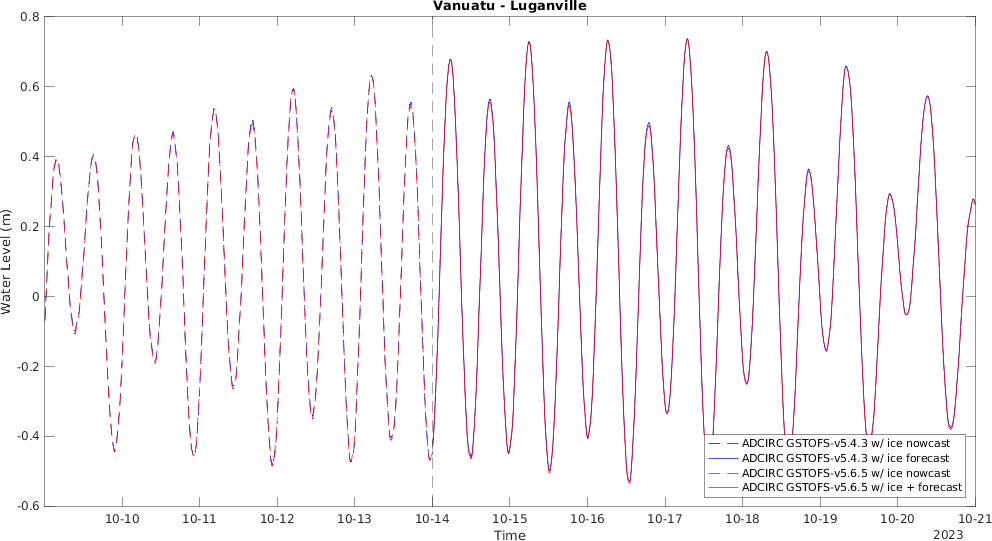 Vanuatu - Luganville
0.8
0.6
0.4
0.2
0
-0.2
-0.4
-0.6
Water Level (m)
ADCIRC GSTOFS-v5.4.3 w/ ice nowcast
ADCIRC GSTOFS-v5.4.3 w/ ice forecast
ADCIRC GSTOFS-v5.6.5 w/ ice nowcast
ADCIRC GSTOFS-v5.6.5 w/ ice + forecast
10-10 10-11 10-12 10-13 10-14 10-15 10-16 10-17 10-18 10-19 10-20 10-21
Time
2023